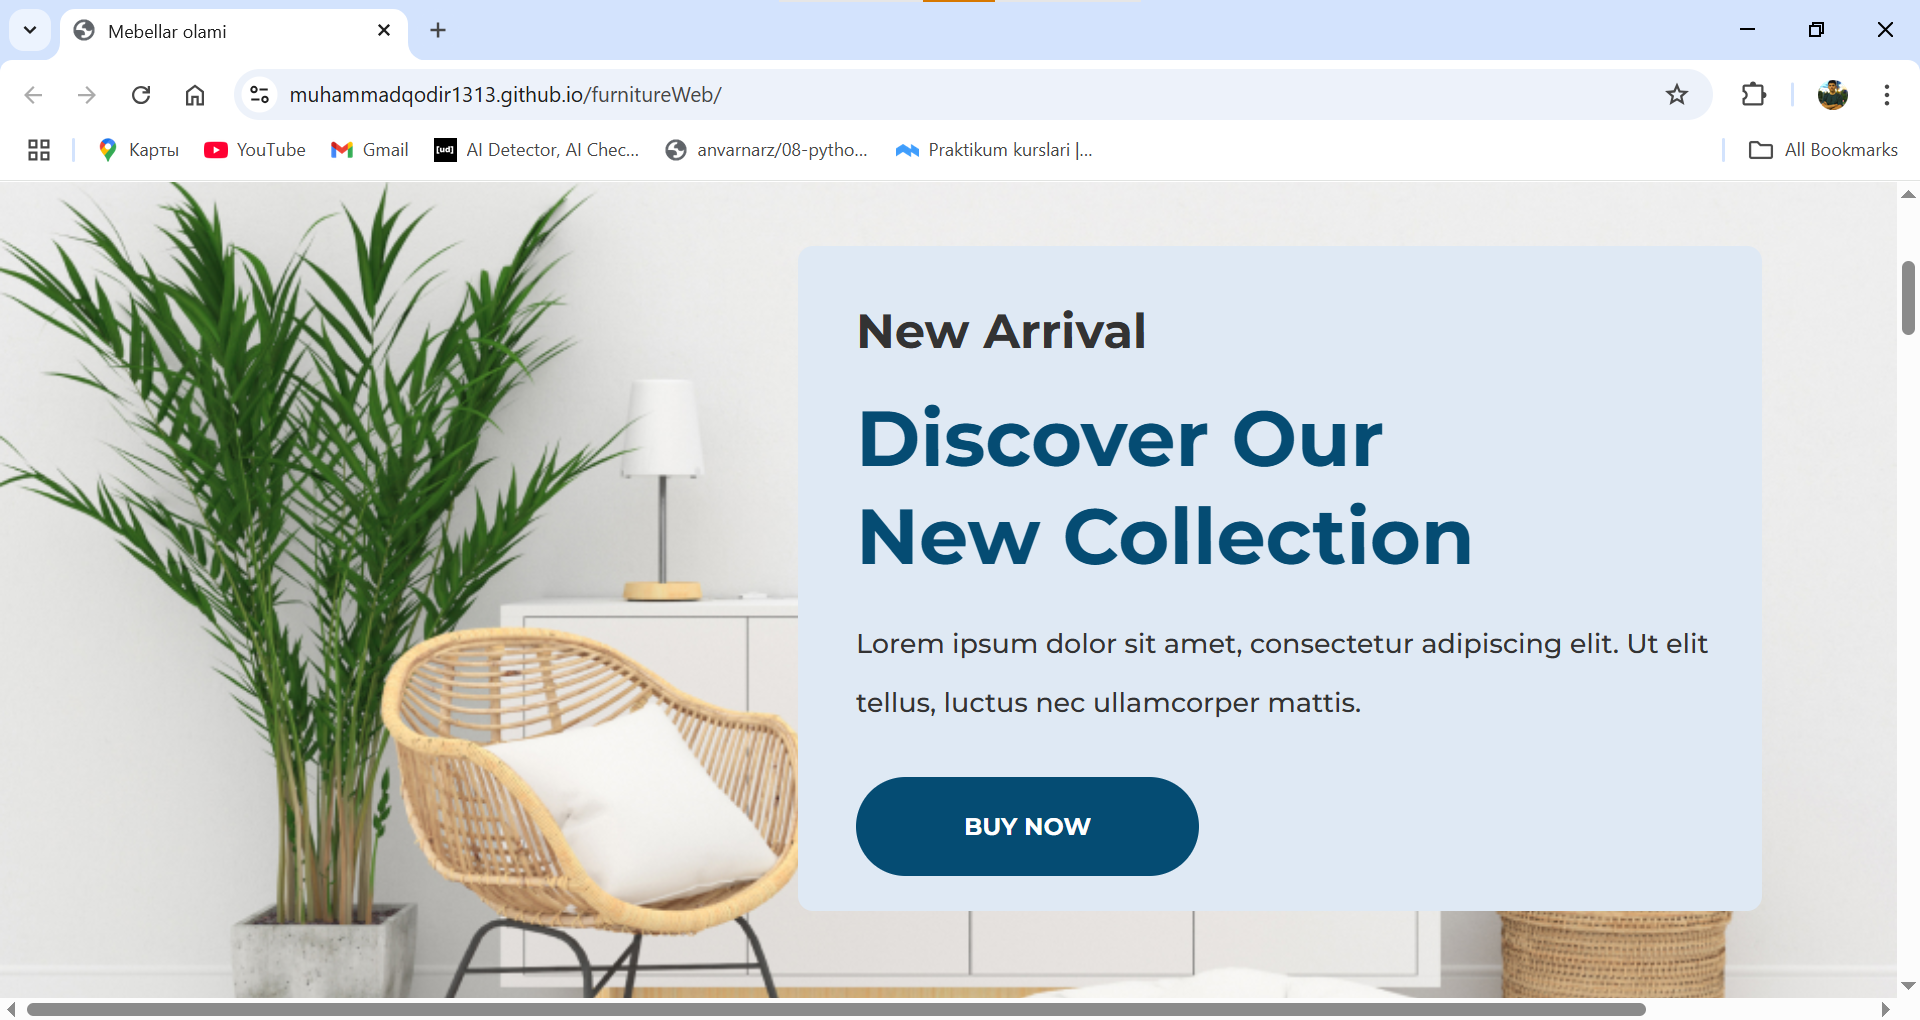 Mebellar olami
muhammadqodir1313.github.io/furnitureWeb/
Карты
YouTube
Gmail
[ud]
AI Detector, AI Chec...
anvarnarz/08-pytho...
Praktikum kurslari |...
All Bookmarks
New Arrival
Discover Our
New Collection
Lorem ipsum dolor sit amet, consectetur adipiscing elit. Ut elit
tellus, luctus nec ullamcorper mattis.
BUY NOW